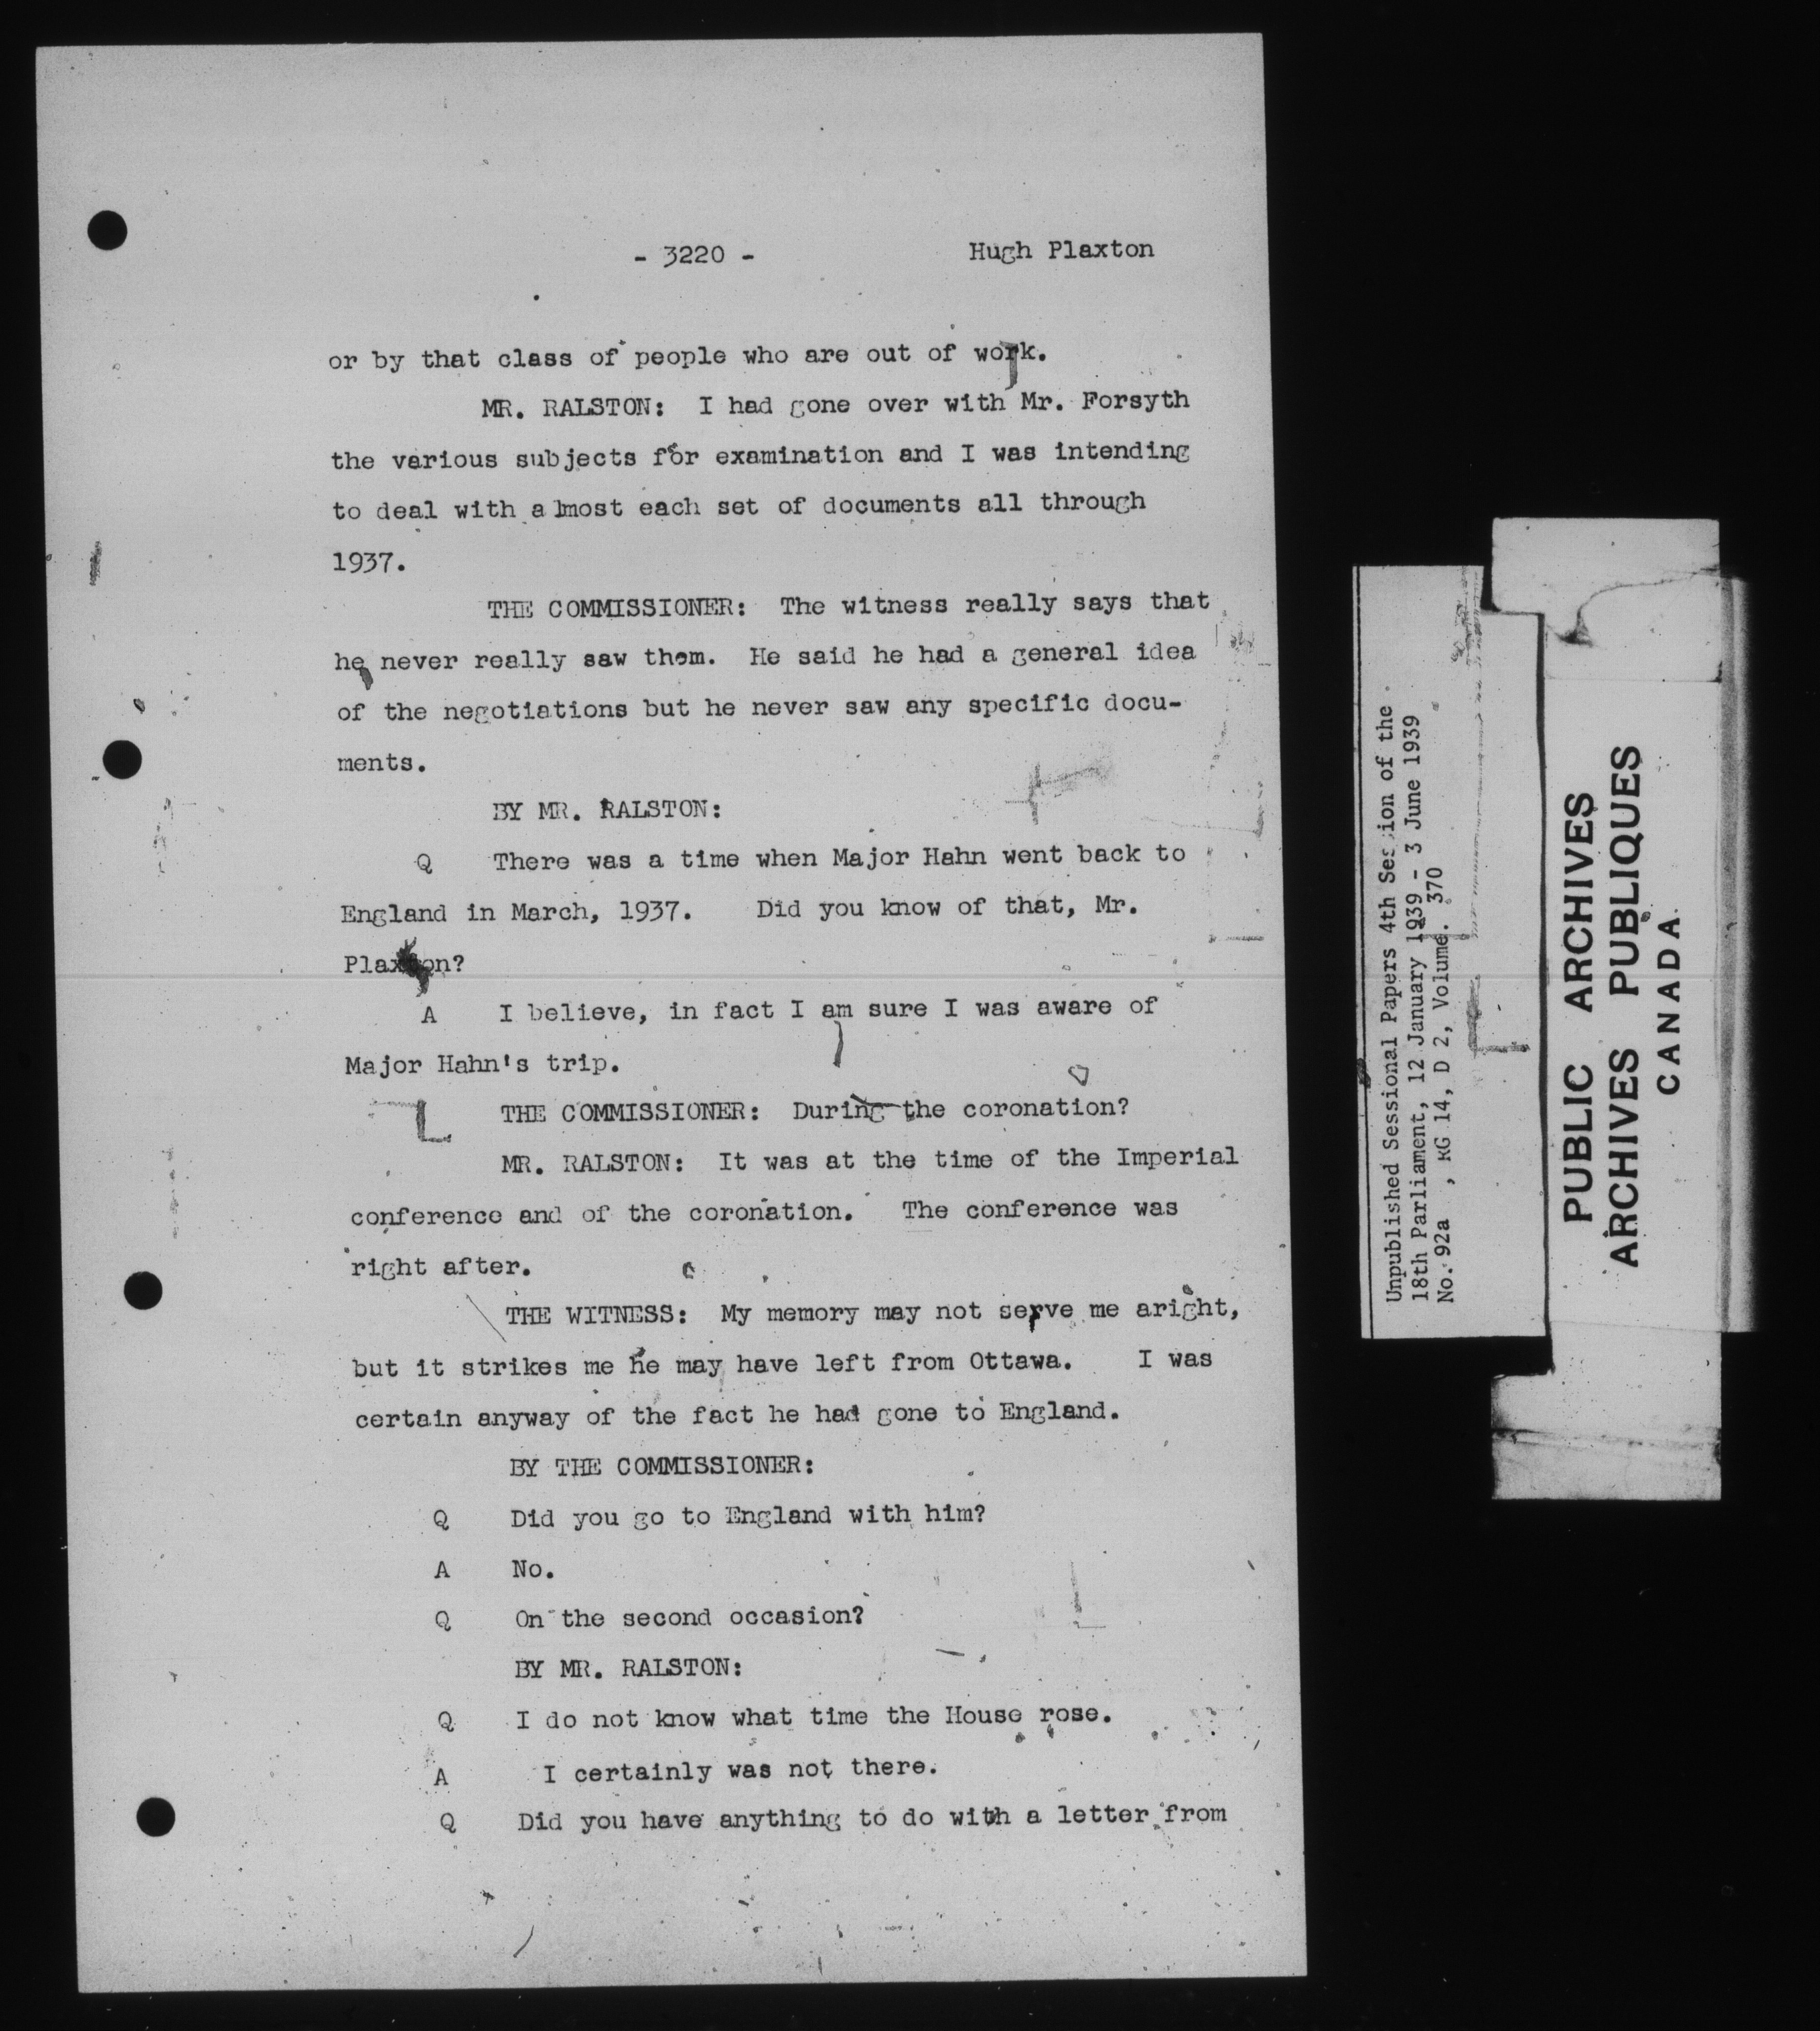 - 3220 - Hugh Plaxton
or by that class of people who are out of work.
MR. RALSTON: I had gone over with Mr. Forsyth
the various subjects for examination and I was intending
to deal with almost each set of documents all through
1937.
THE COMMISSIONER: The witness really says that
he never really saw them. He said he had a general idea
of the negotiations but he never saw any specific docu-
ments.
BY MR. RALSTON:
Q There was a time when Major Hahn went back to
England in March, 1937. Did you know of that, Mr.
Plaxton?
A I believe, in fact I am sure I was aware of
Major Hahn's trip.
THE COMMISSIONER: During the coronation?
MR. RALSTON: It was at the time of the Imperial
conference and of the coronation. The conference was
right after.
THE WITNESS: My memory may not serve me aright,
but it strikes me he may have left from Ottawa. I was
certain anyway of the fact he had gone to England.
BY THE COMMISSIONER:
Q Did you go to England with him?
A No.
Q On the second occasion?
BY MR. RALSTON:
Q I do not know what time the House rose.
A I certainly was not there.
Q Did you have anything to do with a letter from
Unpublished Sessional Papers 4th Session of the
18th Parliament, 12 January 1939 - 3 June 1939
No. 92a , RG 14, D 2, Volume. 370
PUBLIC ARCHIVES
ARCHIVES PUBLIQUES
CANADA